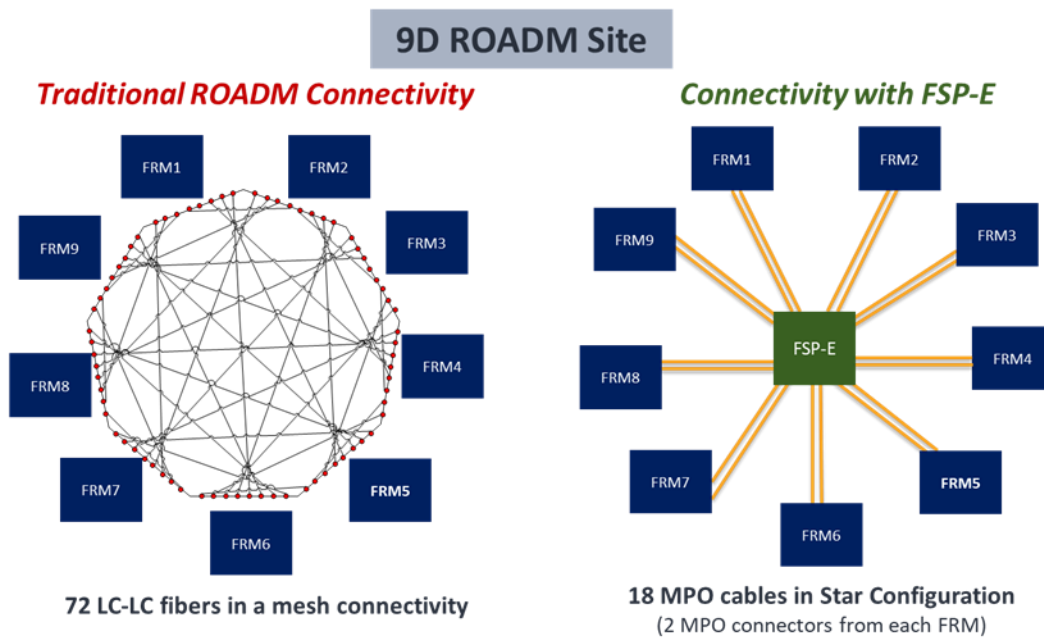 9D ROADM Site
Traditional ROADM Connectivity
FRM1
FRM2
FRM9
FRM3
FRM8
FRM4
FRM7
FRM5
FRM6
72 LC-LC fibers in a mesh connectivity
Connectivity with FSP-E
FRM1
FRM2
FRM9
FRM3
FSP-E
FRM8
FRM4
FRM7
FRM5
FRM6
18 MPO cables in Star Configuration
(2 MPO connectors from each FRM)